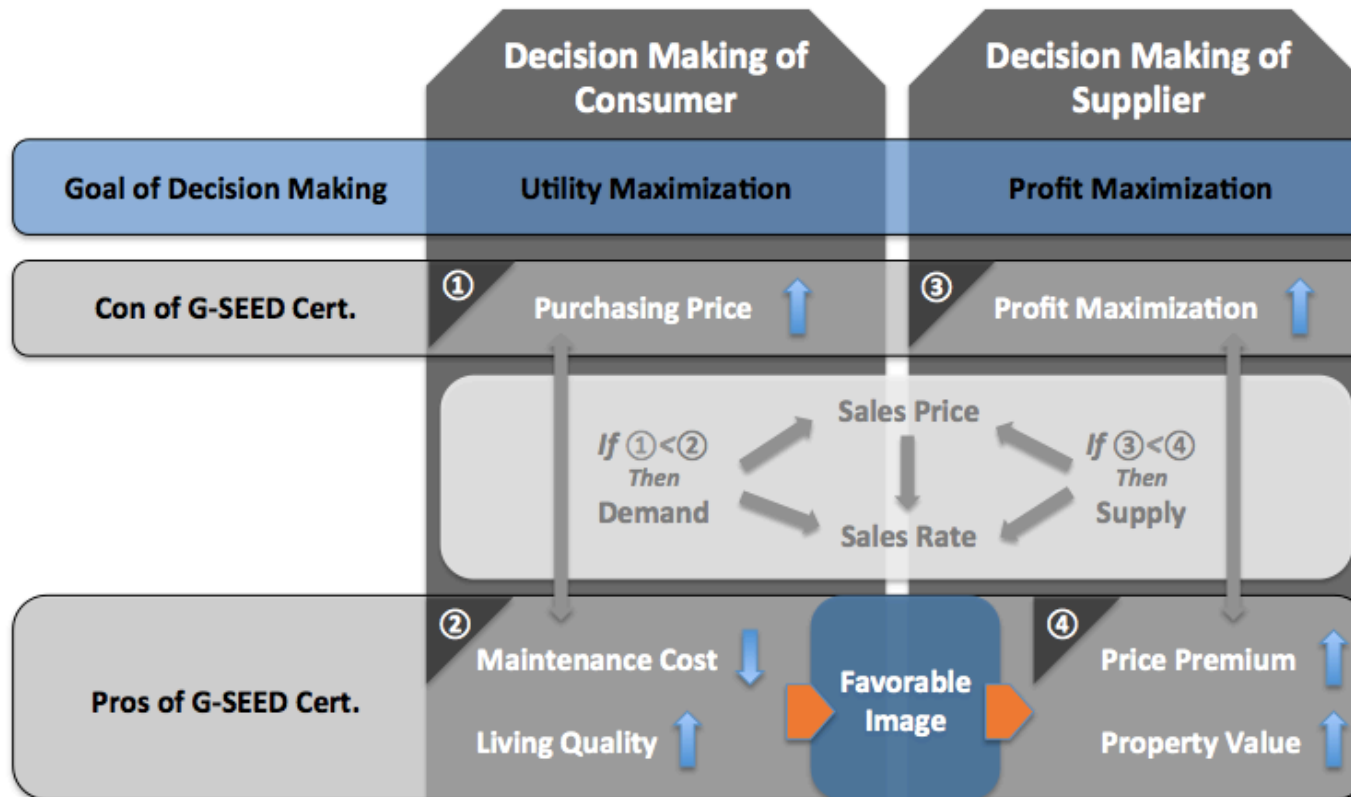 Decision Making of
Consumer
Decision Making of
Supplier
Goal of Decision Making
Utility Maximization
Profit Maximization
Con of G-SEED Cert.
①
Purchasing Price
③
Profit Maximization
Sales Price
If ①<②
Then
Demand
If ③<④
Then
Supply
Sales Rate
Pros of G-SEED Cert.
②
Maintenance Cost
Living Quality
Favorable
Image
④
Price Premium
Property Value